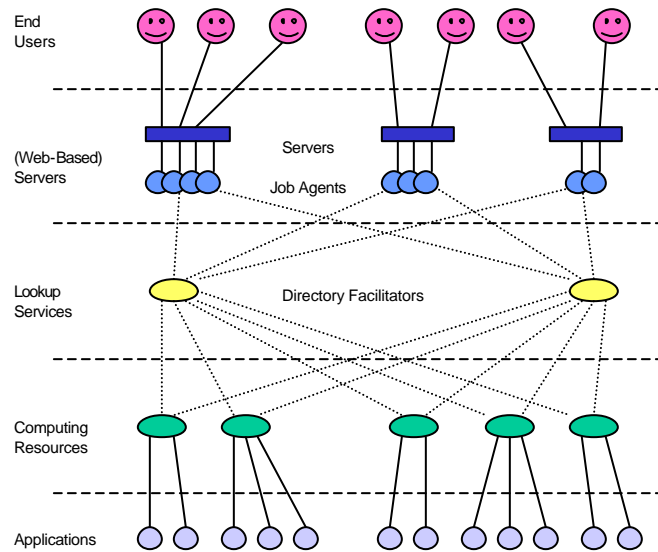 End
Users
(Web-Based)
Servers
Servers
Job Agents
Lookup
Services
Directory Facilitators
Computing
Resources
Applications